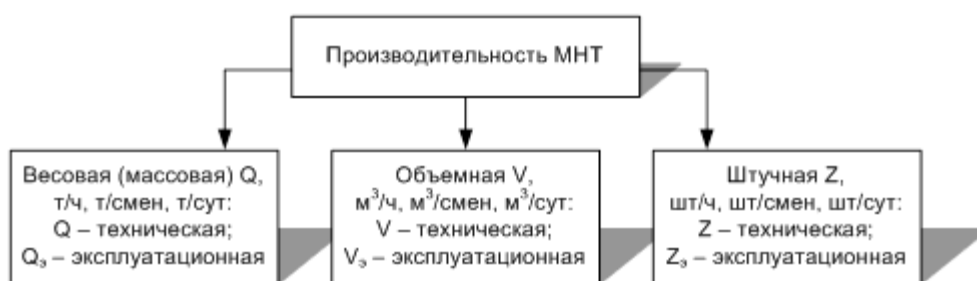 Производительность МНТ
Весовая (массовая) Q,
т/ч, т/смен, т/сут:
Q – техническая;
Qэ – эксплуатационная
Объемная V,
м³/ч, м³/смен, м³/сут:
V – техническая;
Vэ – эксплуатационная
Штучная Z,
шт/ч, шт/смен, шт/сут:
Z – техническая;
Zэ – эксплуатационная